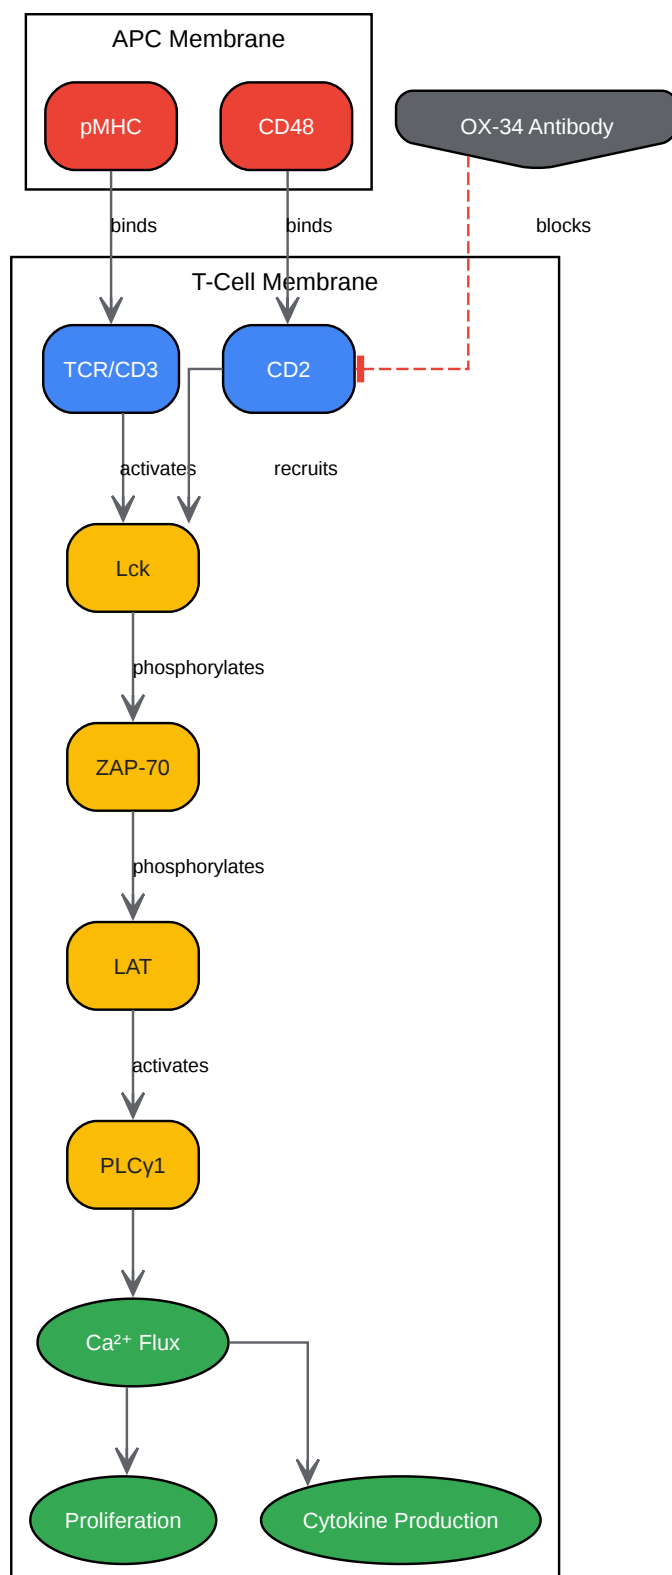 APC Membrane
pMHC
CD48
OX-34 Antibody
binds
binds
blocks
T-Cell Membrane
TCR/CD3
CD2
activates
recruits
Lck
phosphorylates
ZAP-70
phosphorylates
LAT
activates
PLCγ1
Ca²⁺ Flux
Proliferation
Cytokine Production